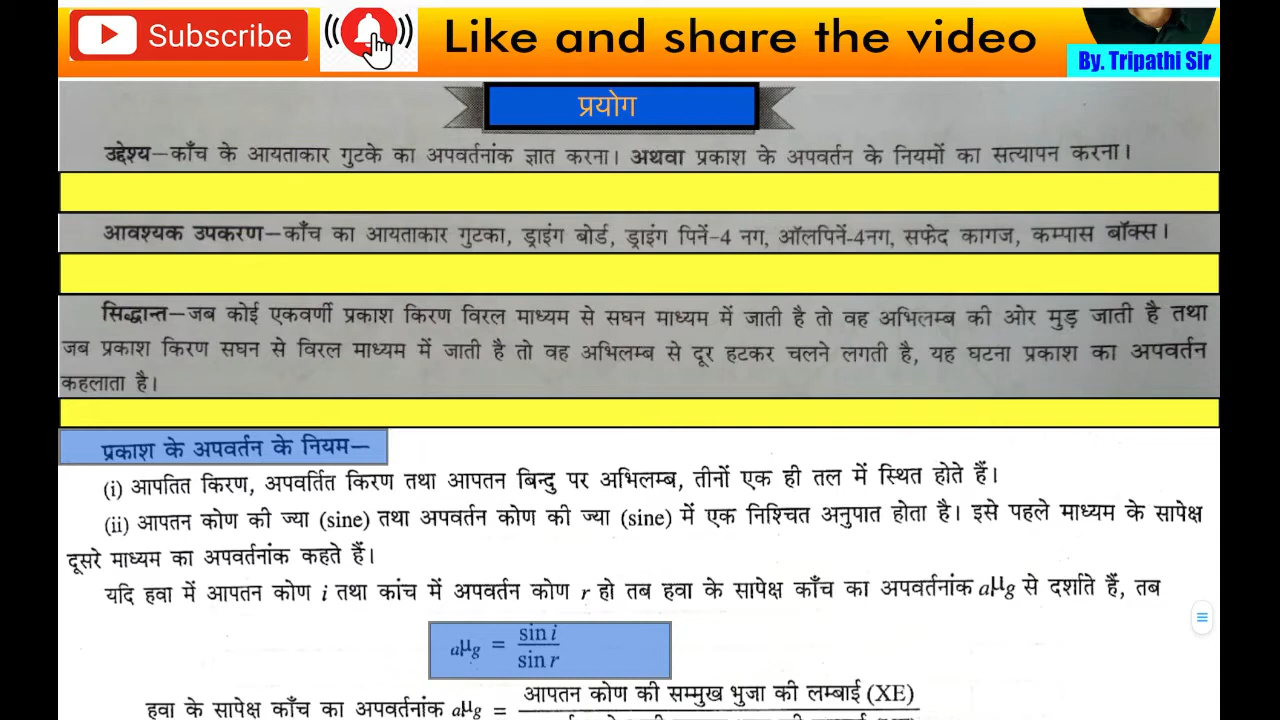 Subscribe
Like and share the video
By. Tripathi Sir
प्रयोग
उद्देश्य–काँच के आयताकार गुटके का अपवर्तनांक ज्ञात करना। अथवा प्रकाश के अपवर्तन के नियमों का सत्यापन करना।
आवश्यक उपकरण–काँच का आयताकार गुटका, ड्राइंग बोर्ड, ड्राइंग पिनें-4 नग, ऑलपिनें-4नग, सफेद कागज, कम्पास बॉक्स।
सिद्धान्त–जब कोई एकवर्णी प्रकाश किरण विरल माध्यम से सघन माध्यम में जाती है तो वह अभिलम्ब की ओर मुड़ जाती है तथा
जब प्रकाश किरण सघन से विरल माध्यम में जाती है तो वह अभिलम्ब से दूर हटकर चलने लगती है, यह घटना प्रकाश का अपवर्तन
कहलाता है।
प्रकाश के अपवर्तन के नियम–
(i) आपतित किरण, अपवर्तित किरण तथा आपतन बिन्दु पर अभिलम्ब, तीनों एक ही तल में स्थित होते हैं।
(ii) आपतन कोण की ज्या (sine) तथा अपवर्तन कोण की ज्या (sine) में एक निश्चित अनुपात होता है। इसे पहले माध्यम के सापेक्ष
दूसरे माध्यम का अपवर्तनांक कहते हैं।
यदि हवा में आपतन कोण i तथा कांच में अपवर्तन कोण r हो तब हवा के सापेक्ष काँच का अपवर्तनांक aμg से दर्शाते हैं, तब
aμg = sin i / sin r
हवा के सापेक्ष काँच का अपवर्तनांक aμg = आपतन कोण की सम्मुख भुजा की लम्बाई (XE)